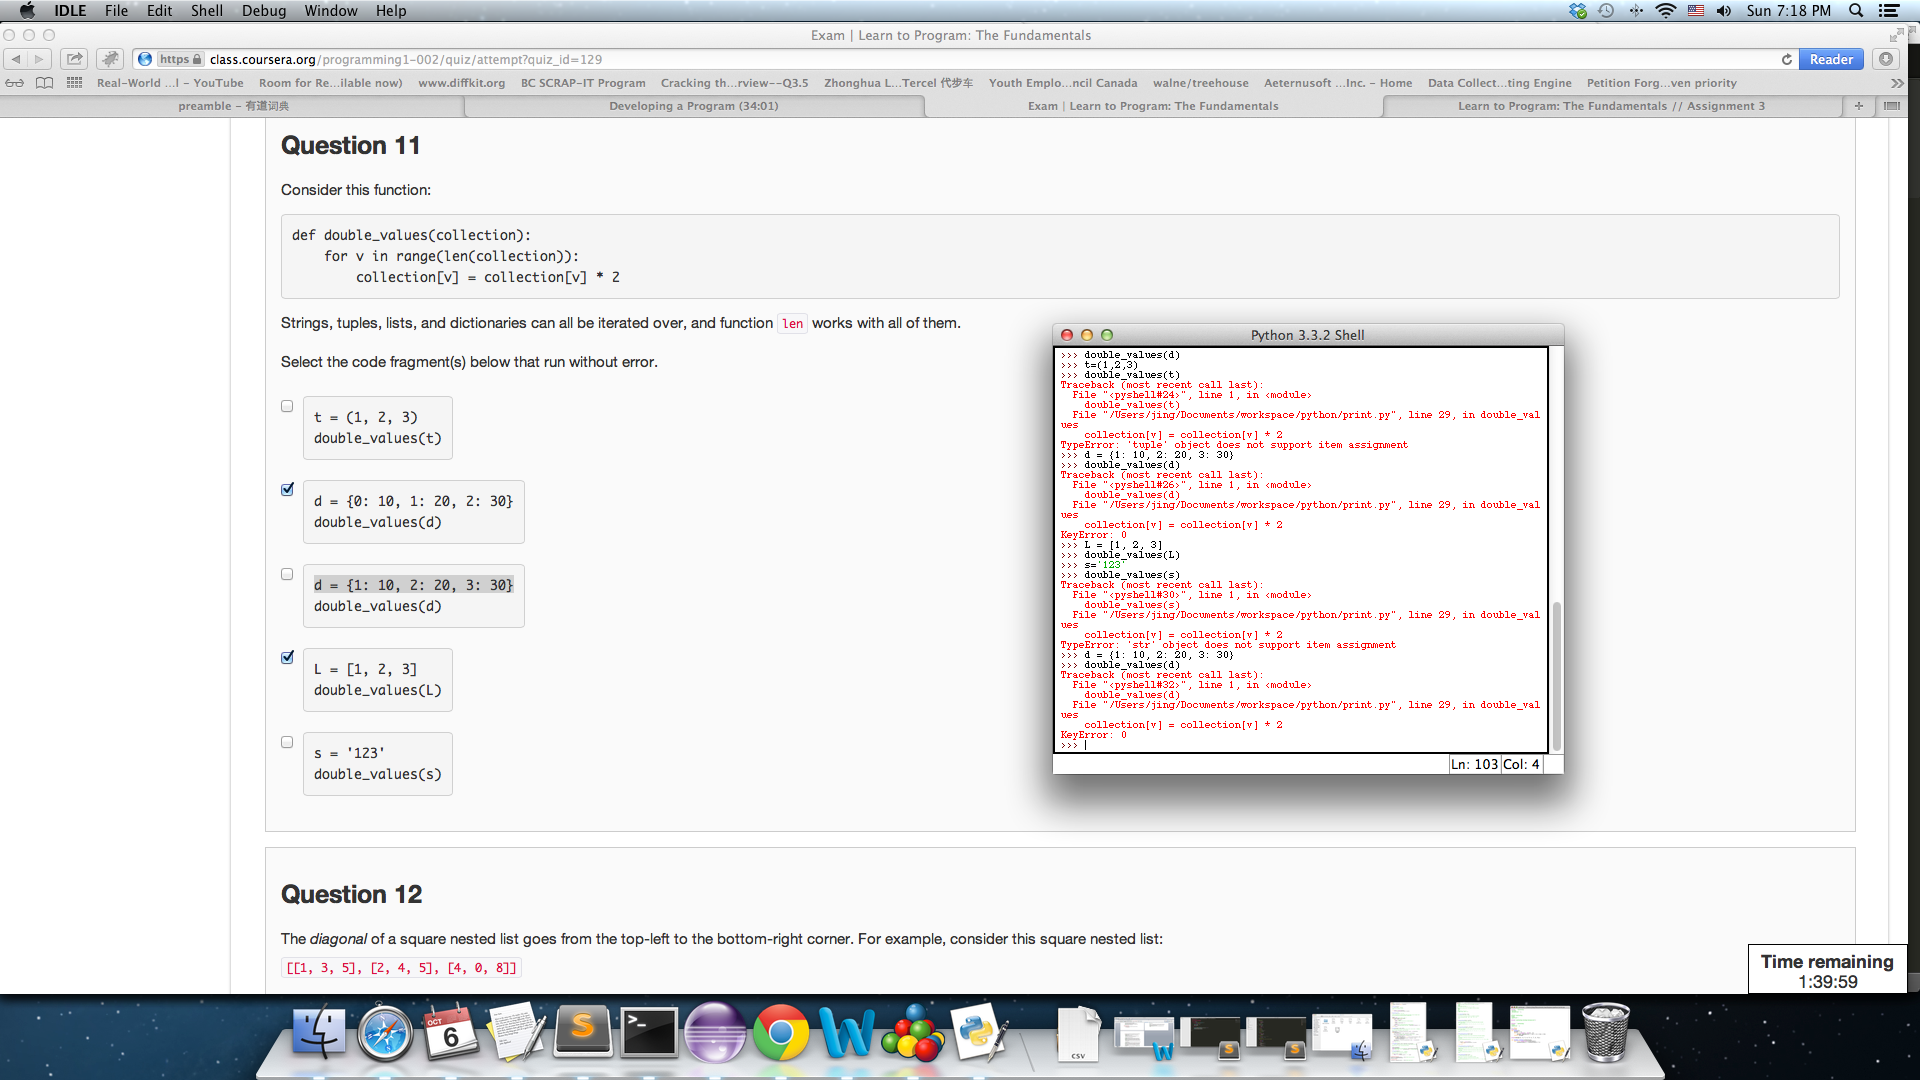 IDLE File Edit Shell Debug Window Help
Sun 7:18 PM
Exam | Learn to Program: The Fundamentals
https class.coursera.org/programming1-002/quiz/attempt?quiz_id=129
Reader
Real-World ...l - YouTube Room for Re...ilable now) www.diffkit.org BC SCRAP-IT Program Cracking th...rview--Q3.5 Zhonghua L...Tercel 代步车 Youth Emplo...ncil Canada walne/treehouse Aeternusoft ...Inc. - Home Data Collect...ting Engine Petition Forg...ven priority
preamble - 有道词典 Developing a Program (34:01) Exam | Learn to Program: The Fundamentals Learn to Program: The Fundamentals // Assignment 3
Question 11
Consider this function:
def double_values(collection):
for v in range(len(collection)):
collection[v] = collection[v] * 2
Strings, tuples, lists, and dictionaries can all be iterated over, and function len works with all of them.
Select the code fragment(s) below that run without error.
t = (1, 2, 3)
double_values(t)
d = {0: 10, 1: 20, 2: 30}
double_values(d)
d = {1: 10, 2: 20, 3: 30}
double_values(d)
L = [1, 2, 3]
double_values(L)
s = '123'
double_values(s)
Python 3.3.2 Shell
>>> double_values(d)
>>> t=(1,2,3)
>>> double_values(t)
Traceback (most recent call last):
File "<pyshell#24>", line 1, in <module>
double_values(t)
File "/Users/jing/Documents/workspace/python/print.py", line 29, in double_val
ues
collection[v] = collection[v] * 2
TypeError: 'tuple' object does not support item assignment
>>> d = {1: 10, 2: 20, 3: 30}
>>> double_values(d)
Traceback (most recent call last):
File "<pyshell#26>", line 1, in <module>
double_values(d)
File "/Users/jing/Documents/workspace/python/print.py", line 29, in double_val
ues
collection[v] = collection[v] * 2
KeyError: 0
>>> L = [1, 2, 3]
>>> double_values(L)
>>> s='123'
>>> double_values(s)
Traceback (most recent call last):
File "<pyshell#30>", line 1, in <module>
double_values(s)
File "/Users/jing/Documents/workspace/python/print.py", line 29, in double_val
ues
collection[v] = collection[v] * 2
TypeError: 'str' object does not support item assignment
>>> d = {1: 10, 2: 20, 3: 30}
>>> double_values(d)
Traceback (most recent call last):
File "<pyshell#32>", line 1, in <module>
double_values(d)
File "/Users/jing/Documents/workspace/python/print.py", line 29, in double_val
ues
collection[v] = collection[v] * 2
KeyError: 0
>>>
Ln: 103 Col: 4
Question 12
The diagonal of a square nested list goes from the top-left to the bottom-right corner. For example, consider this square nested list:
[[1, 3, 5], [2, 4, 5], [4, 0, 8]]
Time remaining
1:39:59
OCT
6
CSV